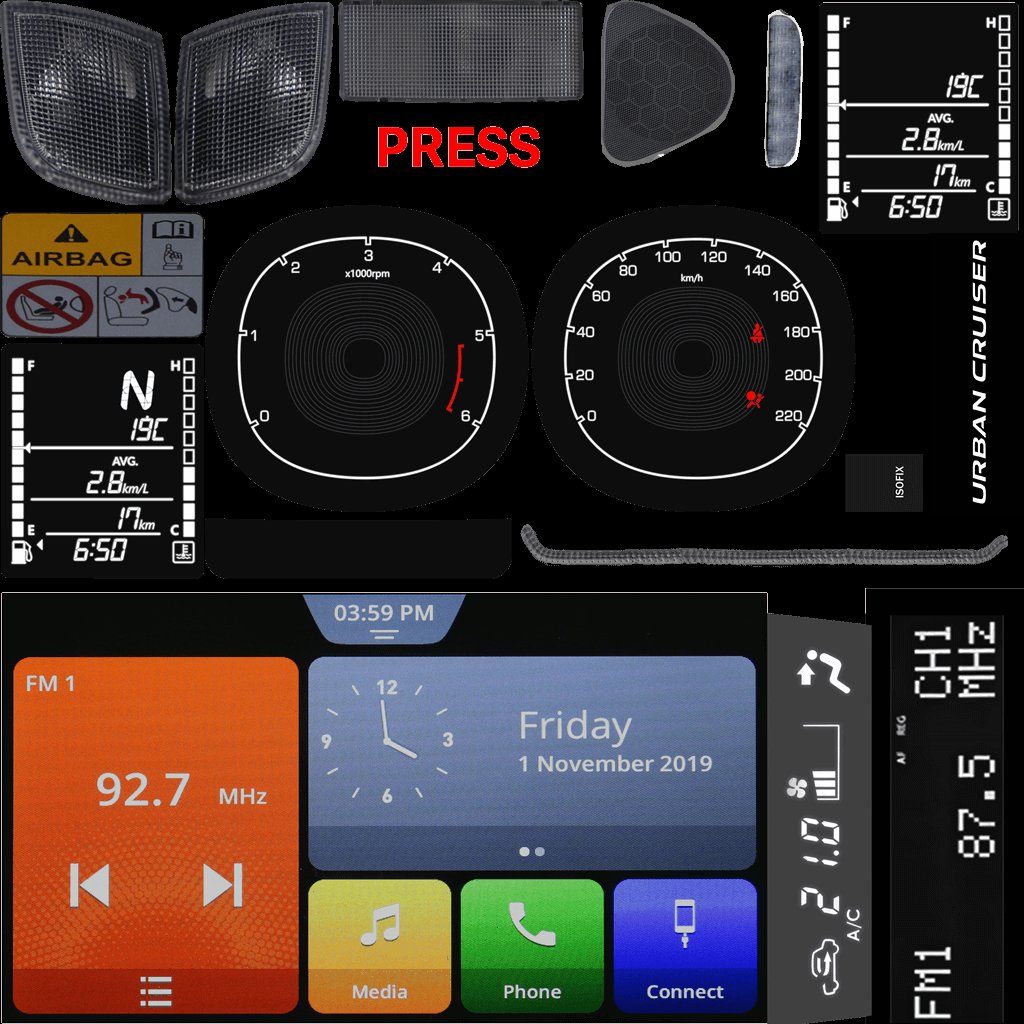 PRESS
F H
19C
AVG.
2.8km/L
17km
E C
6:50
AIRBAG
0 1 2 3 4 5 6
x1000rpm
0 20 40 60 80 100 120 140 160 180 200 220
km/h
URBAN CRUISER
ISOFIX
F H
N
19C
AVG.
2.8km/L
17km
E C
6:50
03:59 PM
FM 1
92.7 MHz
12
9 3
6
Friday
1 November 2019
Media
Phone
Connect
21.0
A/C
CH1
MHz
AF REG
87.5
FM1